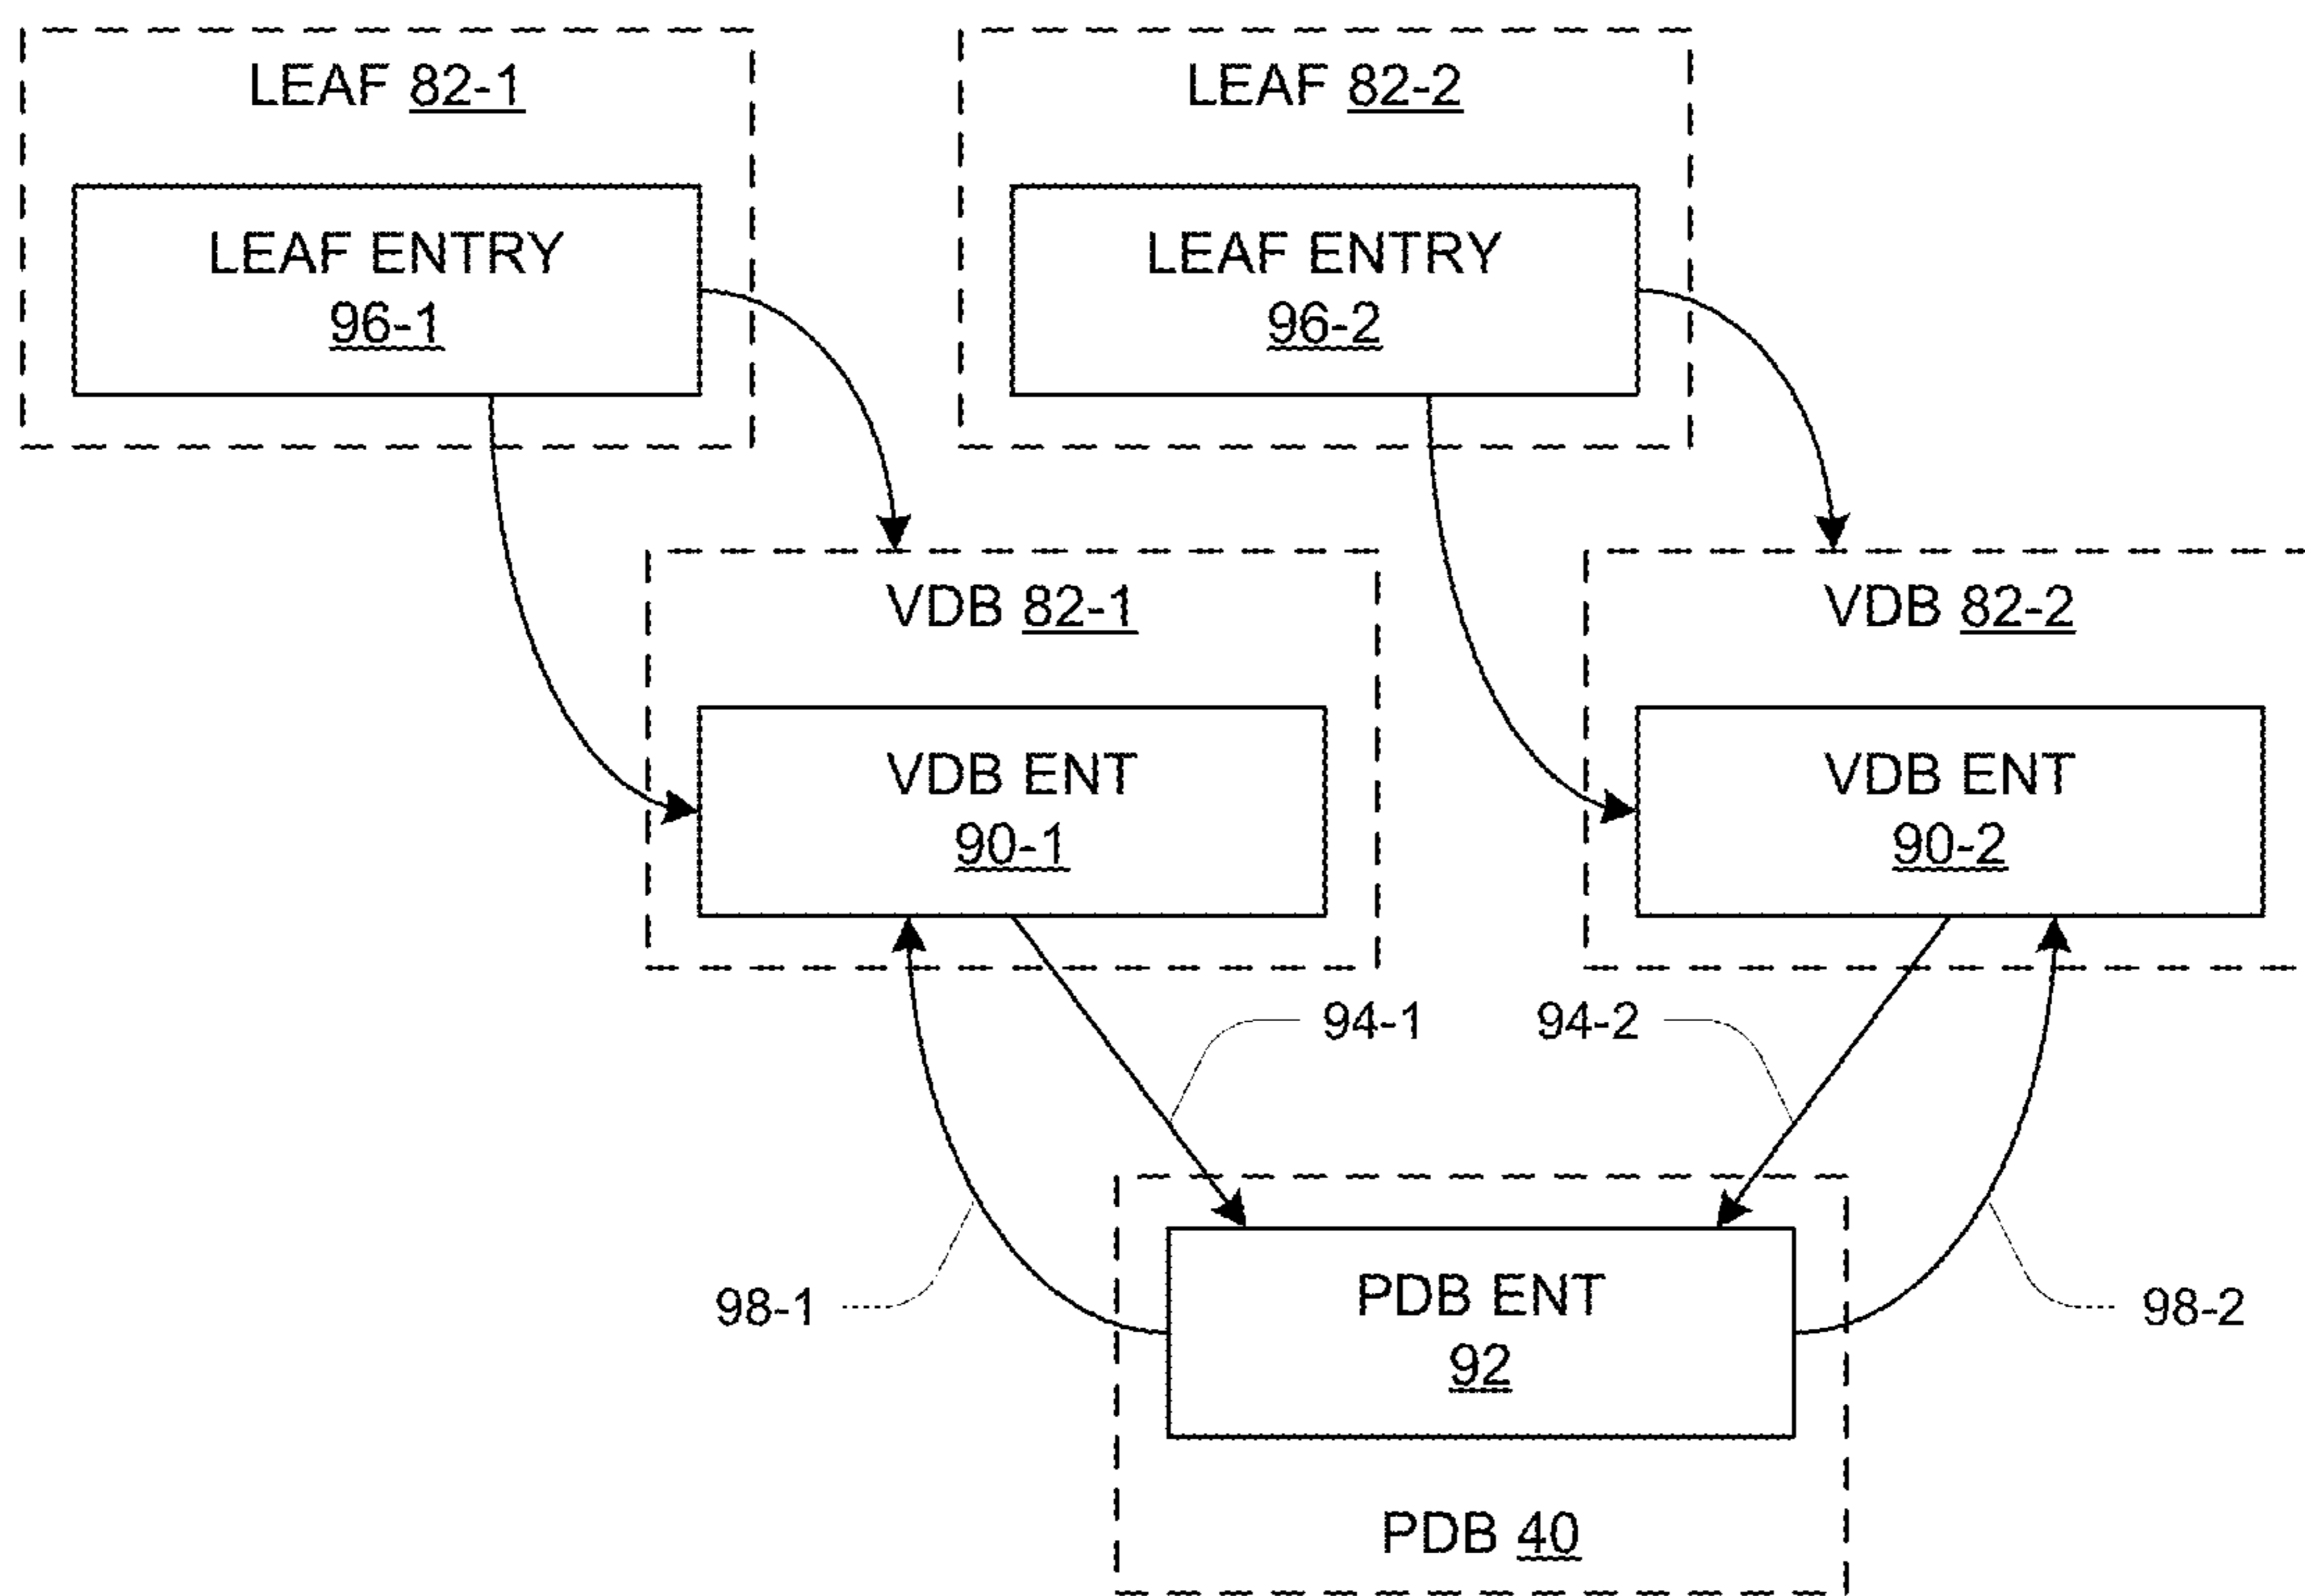 LEAF 82-1
LEAF 82-2
LEAF ENTRY
96-1
LEAF ENTRY
96-2
VDB 82-1
VDB 82-2
VDB ENT
90-1
VDB ENT
90-2
94-1
94-2
98-1
PDB ENT
92
98-2
PDB 40